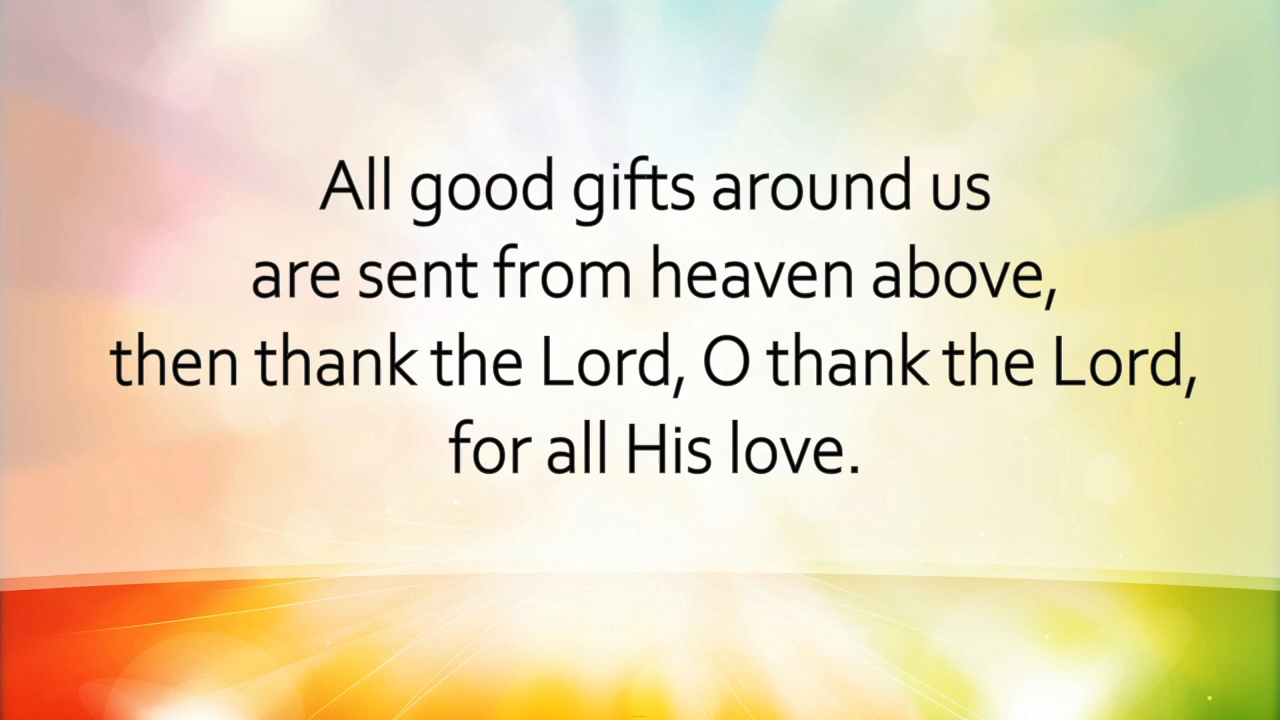 All good gifts around us
are sent from heaven above,
then thank the Lord, O thank the Lord,
for all His love.